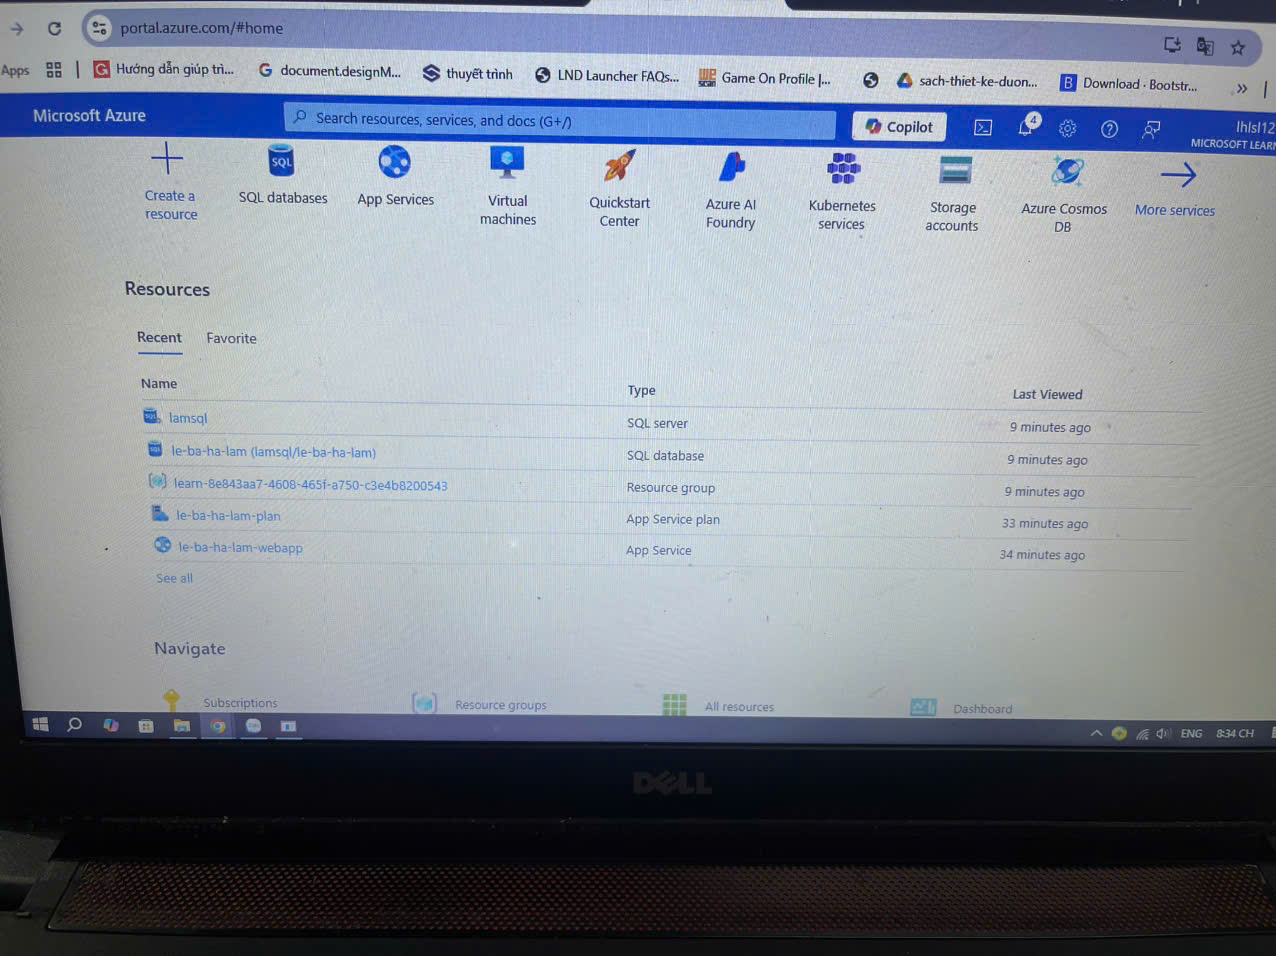 portal.azure.com/#home
Apps
Hướng dẫn giúp trì...
document.designM...
thuyết trình
LND Launcher FAQs...
Game On Profile |...
sach-thiet-ke-duon...
Download · Bootstr...
»
Microsoft Azure
Search resources, services, and docs (G+/)
Copilot
4
lhlsl12
MICROSOFT LEAR
Create a
resource
SQL
SQL databases
App Services
Virtual
machines
Quickstart
Center
Azure AI
Foundry
Kubernetes
services
Storage
accounts
Azure Cosmos
DB
More services
Resources
Recent
Favorite
Name
Type
Last Viewed
lamsql
SQL server
9 minutes ago
le-ba-ha-lam (lamsql/le-ba-ha-lam)
SQL database
9 minutes ago
learn-8e843aa7-4608-465f-a750-c3e4b8200543
Resource group
9 minutes ago
le-ba-ha-lam-plan
App Service plan
33 minutes ago
le-ba-ha-lam-webapp
App Service
34 minutes ago
See all
Navigate
Subscriptions
Resource groups
All resources
Dashboard
ENG
8:34 CH
DELL